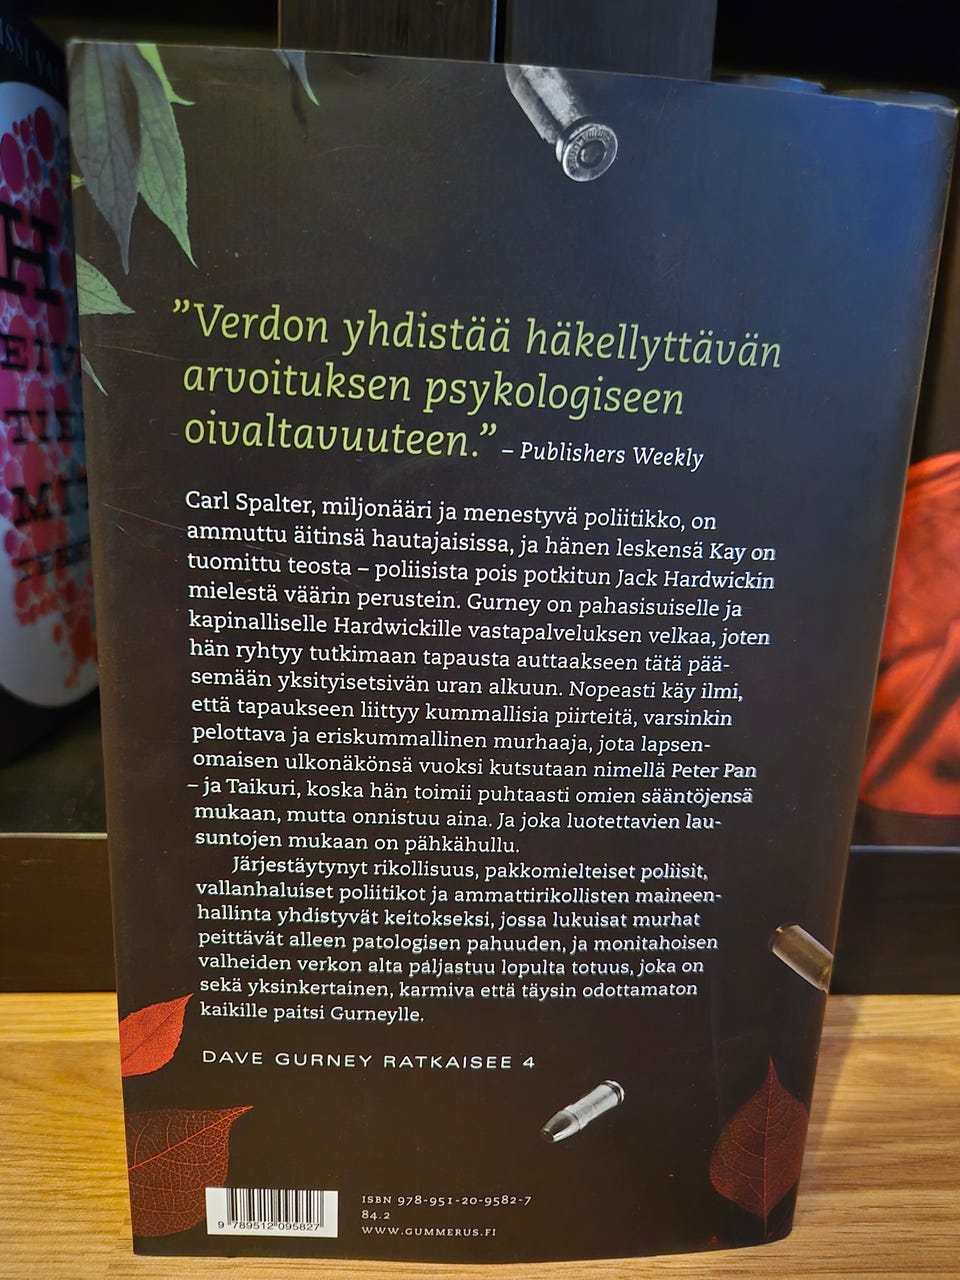 ”Verdon yhdistää häkellyttävän
arvoituksen psykologiseen
oivaltavuuteen.” – Publishers Weekly
Carl Spalter, miljonääri ja menestyvä poliitikko, on
ammuttu äitinsä hautajaisissa, ja hänen leskensä Kay on
tuomittu teosta – poliisista pois potkitun Jack Hardwickin
mielestä väärin perustein. Gurney on pahasisuiselle ja
kapinalliselle Hardwickille vastapalveluksen velkaa, joten
hän ryhtyy tutkimaan tapausta auttaakseen tätä pää-
semään yksityisetsivän uran alkuun. Nopeasti käy ilmi,
että tapaukseen liittyy kummallisia piirteitä, varsinkin
pelottava ja eriskummallinen murhaaja, jota lapsen-
omaisen ulkonäkönsä vuoksi kutsutaan nimellä Peter Pan
– ja Taikuri, koska hän toimii puhtaasti omien sääntöjensä
mukaan, mutta onnistuu aina. Ja joka luotettavien lau-
suntojen mukaan on pähkähullu.
Järjestäytynyt rikollisuus, pakkomielteiset poliisit,
vallanhaluiset poliitikot ja ammattirikollisten maineen-
hallinta yhdistyvät keitokseksi, jossa lukuisat murhat
peittävät alleen patologisen pahuuden, ja monitahoisen
valheiden verkon alta paljastuu lopulta totuus, joka on
sekä yksinkertainen, karmiva että täysin odottamaton
kaikille paitsi Gurneylle.
DAVE GURNEY RATKAISEE 4
ISBN 978-951-20-9582-7
84.2
WWW.GUMMERUS.FI
9 789512 095827